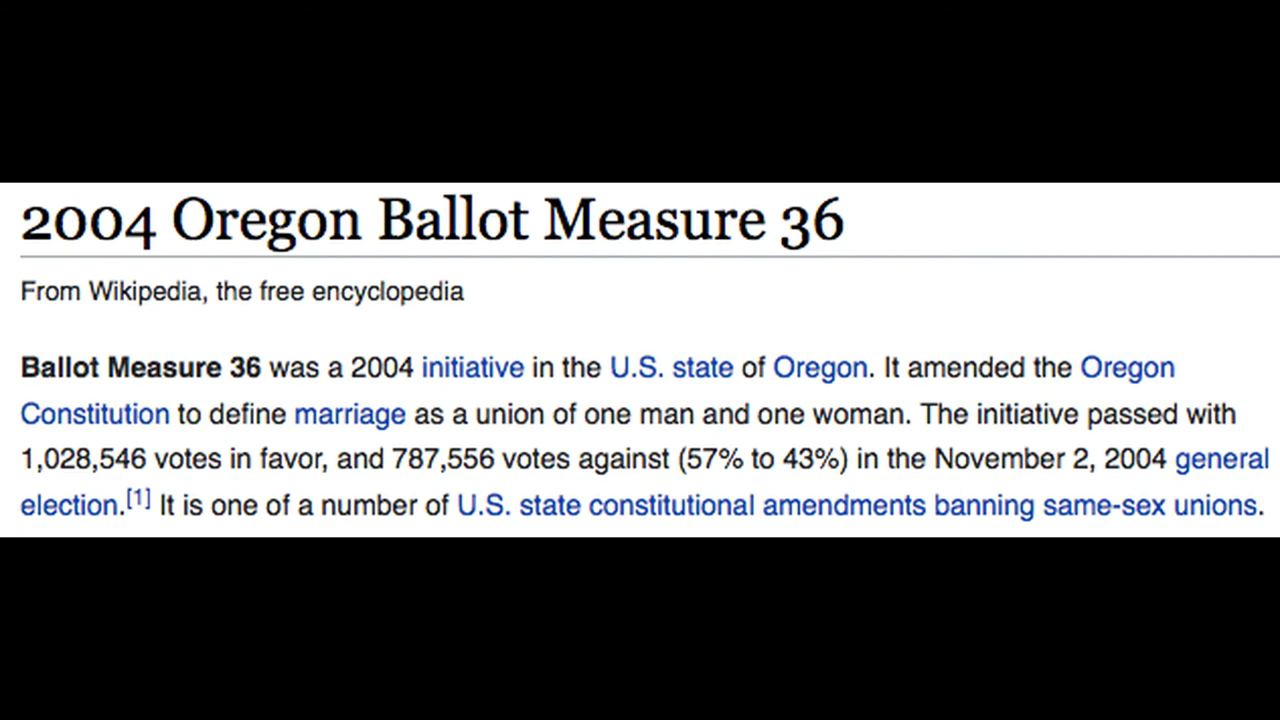 2004 Oregon Ballot Measure 36
From Wikipedia, the free encyclopedia
Ballot Measure 36 was a 2004 initiative in the U.S. state of Oregon. It amended the Oregon
Constitution to define marriage as a union of one man and one woman. The initiative passed with
1,028,546 votes in favor, and 787,556 votes against (57% to 43%) in the November 2, 2004 general
election.[1] It is one of a number of U.S. state constitutional amendments banning same-sex unions.